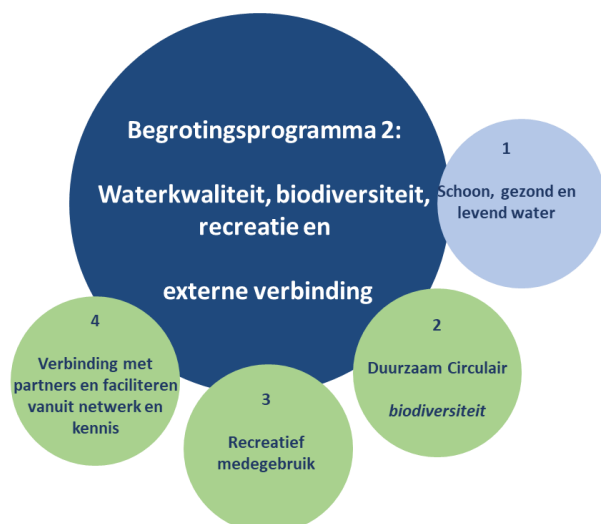 Begrotingsprogramma 2:
Waterkwaliteit, biodiversiteit,
recreatie en
externe verbinding
1
Schoon, gezond en
levend water
2
Duurzaam Circulair
biodiversiteit
3
Recreatief
medegebruik
4
Verbinding met
partners en faciliteren
vanuit netwerk en
kennis